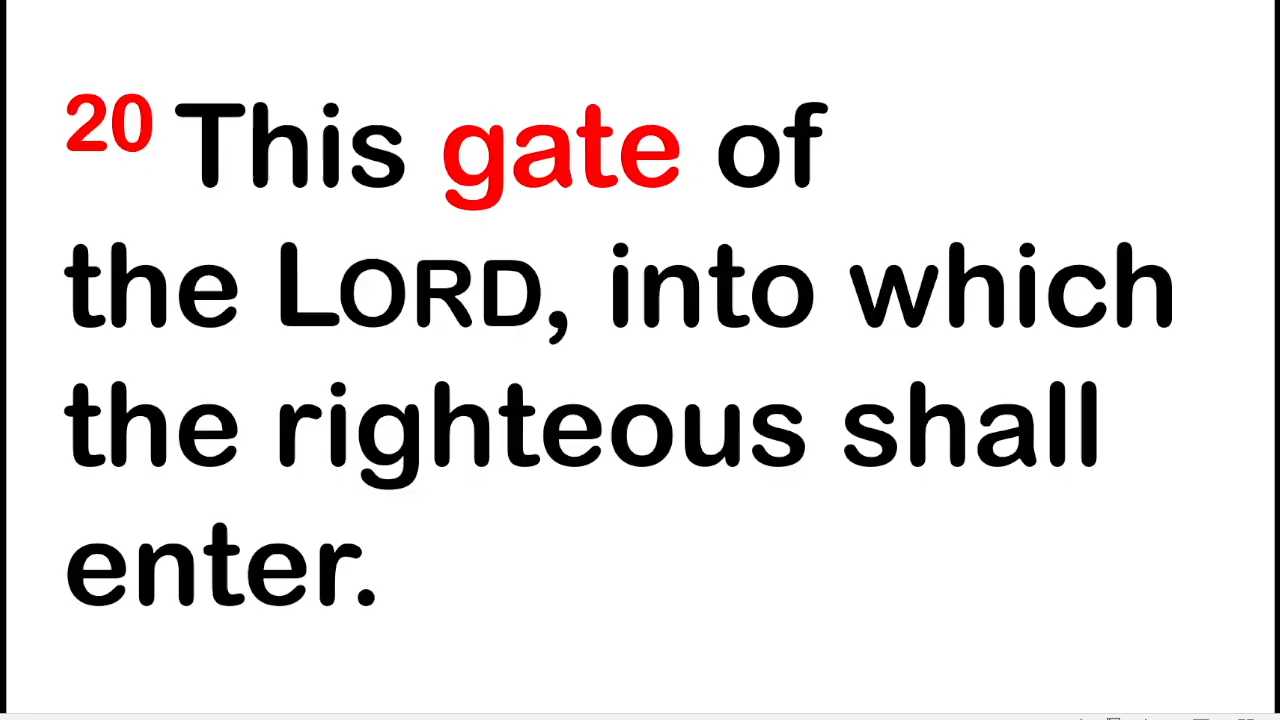 20 This gate of
the LORD, into which
the righteous shall
enter.